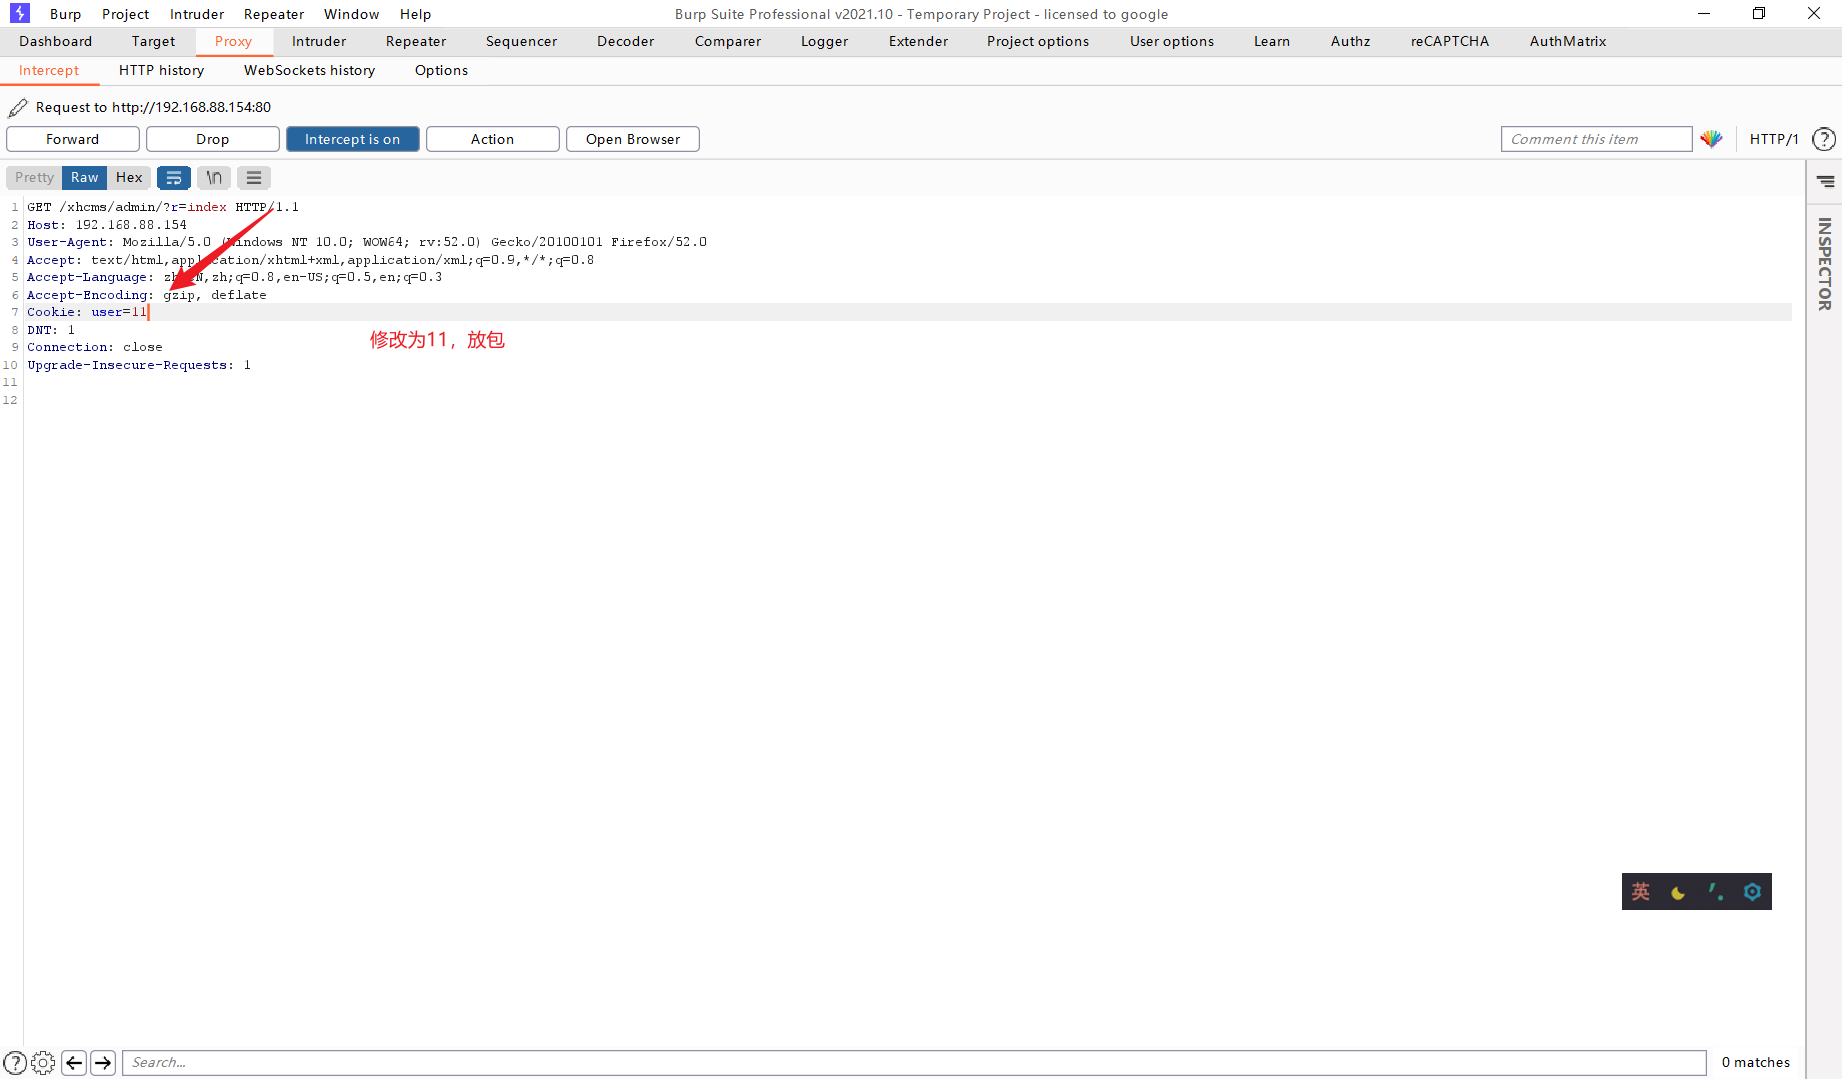 Burp Project Intruder Repeater Window Help Burp Suite Professional v2021.10 - Temporary Project - licensed to google
Dashboard Target Proxy Intruder Repeater Sequencer Decoder Comparer Logger Extender Project options User options Learn Authz reCAPTCHA AuthMatrix
Intercept HTTP history WebSockets history Options
Request to http://192.168.88.154:80
Forward Drop Intercept is on Action Open Browser Comment this item HTTP/1 ?
Pretty Raw Hex \n
1 GET /xhcms/admin/?r=index HTTP/1.1
2 Host: 192.168.88.154
3 User-Agent: Mozilla/5.0 (Windows NT 10.0; WOW64; rv:52.0) Gecko/20100101 Firefox/52.0
4 Accept: text/html,application/xhtml+xml,application/xml;q=0.9,*/*;q=0.8
5 Accept-Language: zh-CN,zh;q=0.8,en-US;q=0.5,en;q=0.3
6 Accept-Encoding: gzip, deflate
7 Cookie: user=11
8 DNT: 1
修改为11，放包
9 Connection: close
10 Upgrade-Insecure-Requests: 1
11
12
INSPECTOR
英
? Search... 0 matches